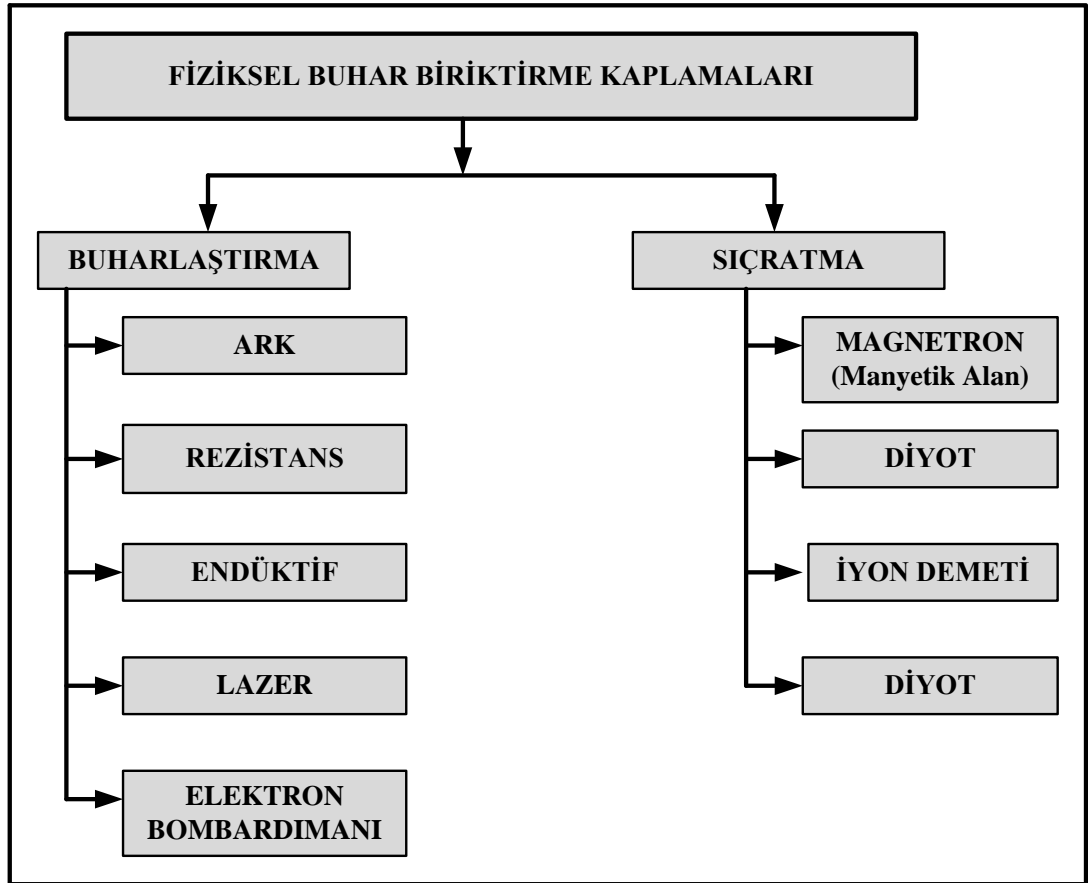 FİZİKSEL BUHAR BİRİKTİRME KAPLAMALARI
BUHARLAŞTIRMA
ARK
REZİSTANS
ENDÜKTİF
LAZER
ELEKTRON
BOMBARDIMANI
SIÇRATMA
MAGNETRON
(Manyetik Alan)
DİYOT
İYON DEMETİ
DİYOT